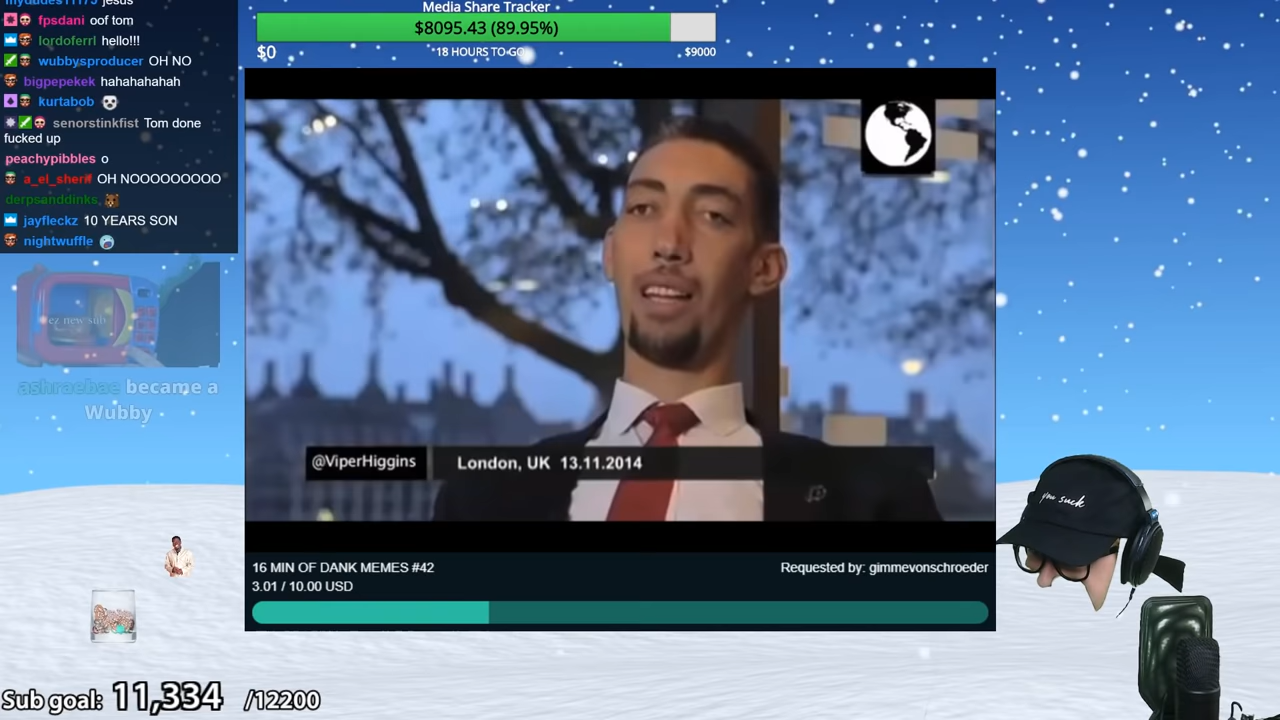 jesus
fpsdani oof tom
lordoferrl hello!!!
wubbysproducer OH NO
bigpepekek hahahahahah
kurtabob
senorstinkfist Tom done
fucked up
peachypibbles o
a_el_sherif OH NOOOOOOOOO
derpsanddinks
jayfleckz 10 YEARS SON
nightwuffle
ez new sub
ashraebae became a
Wubby
Media Share Tracker
$8095.43 (89.95%)
$0
18 HOURS TO GO
$9000
@ViperHiggins
London, UK 13.11.2014
16 MIN OF DANK MEMES #42
Requested by: gimmevonschroeder
3.01 / 10.00 USD
you suck
Sub goal: 11,334 /12200